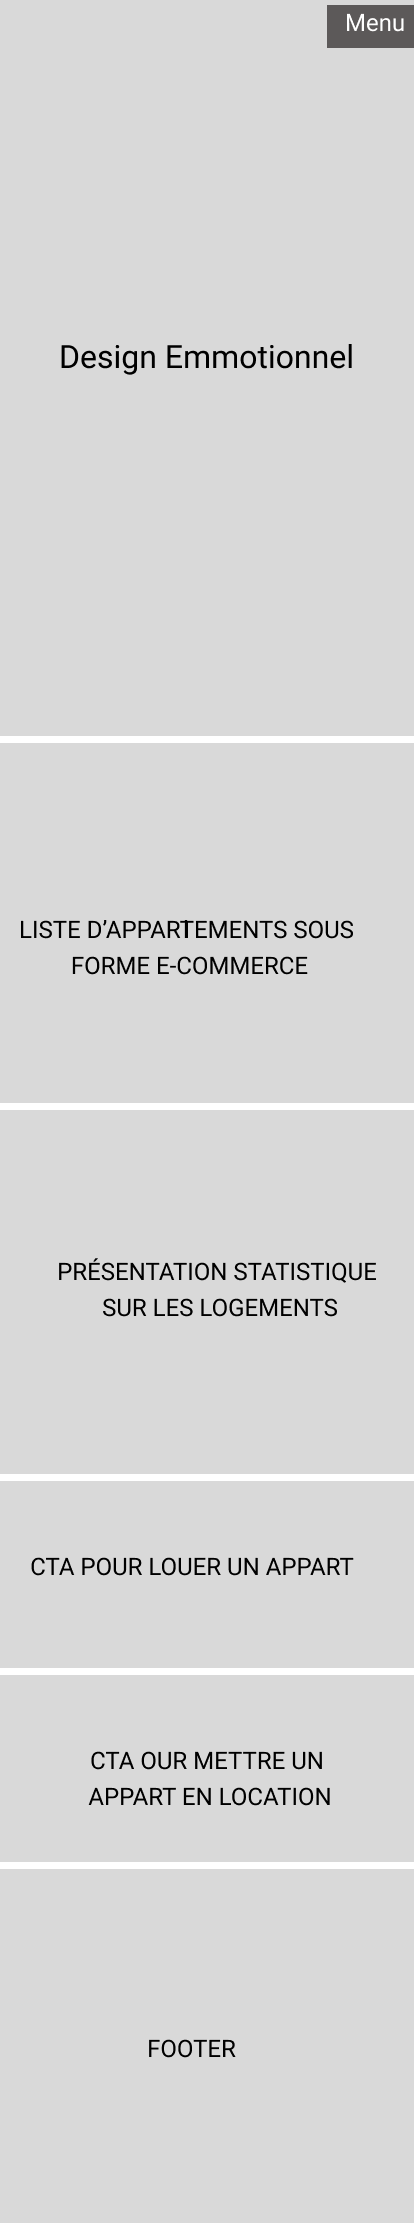 Menu
Design Emmotionnel
LISTE D’APPARTEMENTS SOUS
FORME E-COMMERCE
PRÉSENTATION STATISTIQUE
SUR LES LOGEMENTS
CTA POUR LOUER UN APPART
CTA OUR METTRE UN
APPART EN LOCATION
FOOTER